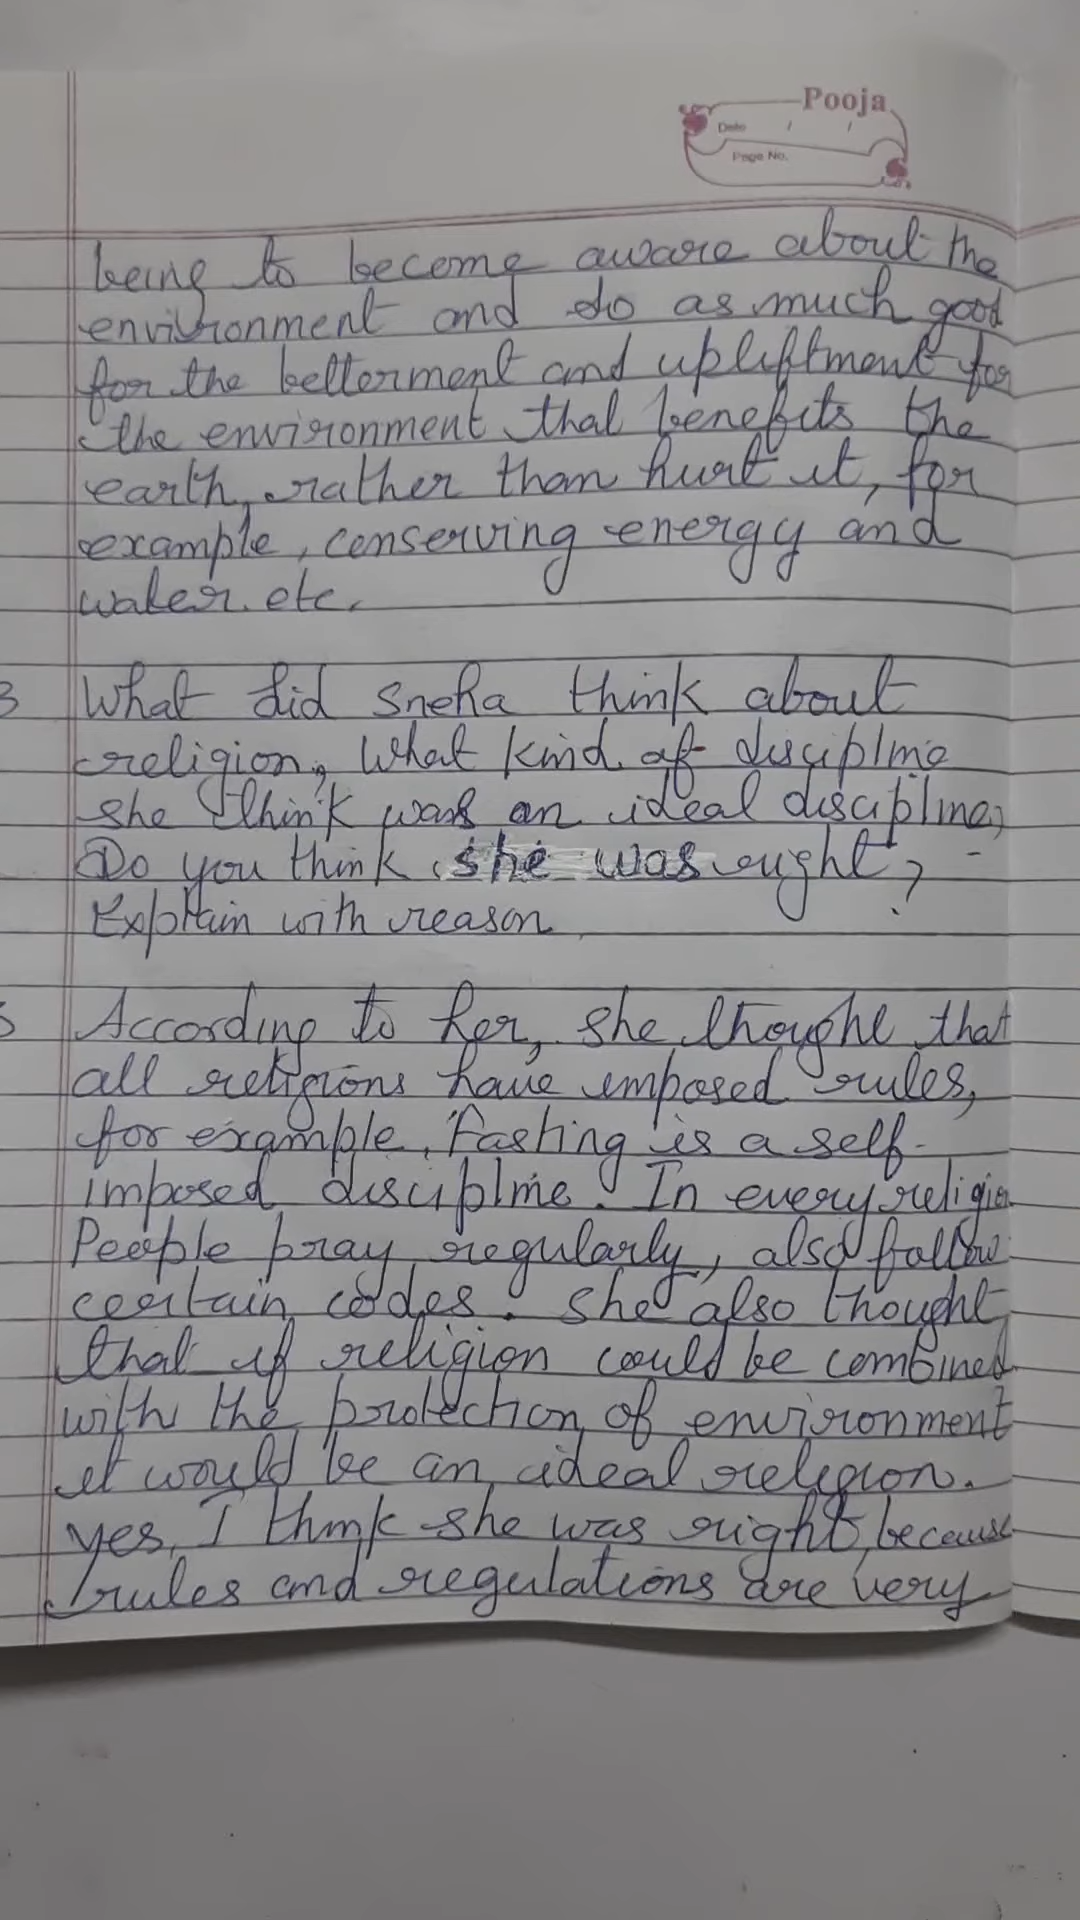 Pooja
Date / /
Page No.
being to become aware about the
environment and do as much good
for the betterment and upliftment for
the environment that benefits the
earth, rather than hurt it, for
example, conserving energy and
water. etc.
3 What did Sneha think about
religion, What kind of discipline
she think was an ideal discipline,
Do you think she was right?
Explain with reason
According to her, she thought that
all religions have imposed rules,
for example, Fasting is a self-
imposed discipline. In every religion
People pray regularly, also follow
certain codes. She also thought
that if religion could be combined
with the protection of environment
it would be an ideal religion.
yes, I think she was right, because
rules and regulations are very